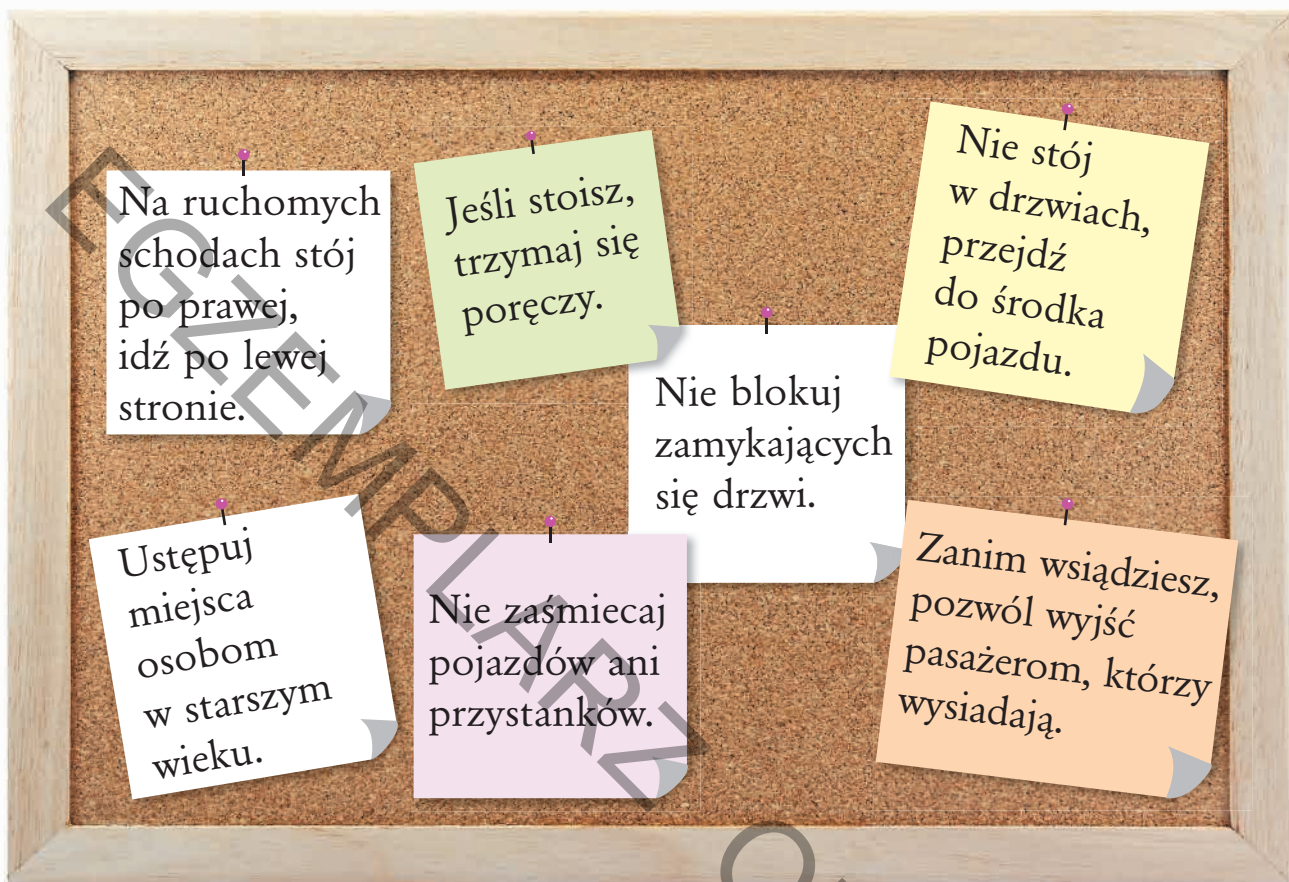 Na ruchomych
schodach stój
po prawej,
idź po lewej
stronie.
Jeśli stoisz,
trzymaj się
poręczy.
Nie stój
w drzwiach,
przejdź
do środka
pojazdu.
Nie blokuj
zamykających
się drzwi.
Ustępuj
miejsca
osobom
w starszym
wieku.
Nie zaśmiecaj
pojazdów ani
przystanków.
Zanim wsiądziesz,
pozwól wyjść
pasażerom, którzy
wysiadają.
EGZEMPLARZ